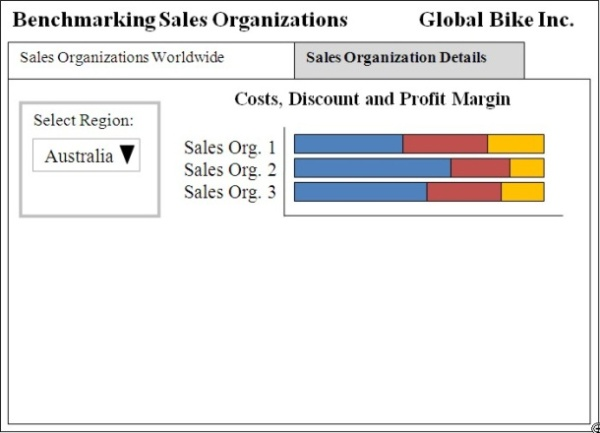 Benchmarking Sales Organizations
Global Bike Inc.
Sales Organizations Worldwide
Sales Organization Details
Costs, Discount and Profit Margin
Select Region:
Australia
Sales Org. 1
Sales Org. 2
Sales Org. 3
©